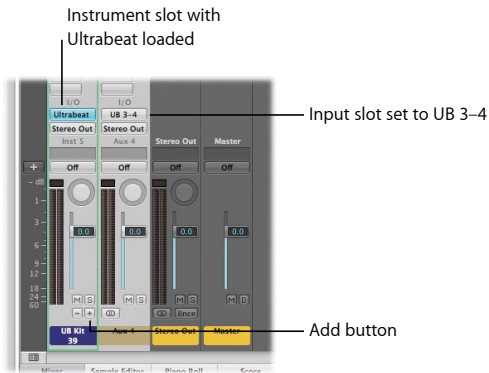 Instrument slot with
Ultrabeat loaded
I/O I/O
Ultrabeat UB 3–4 Input slot set to UB 3–4
Stereo Out Stereo Out
Inst 5 Aux 4 Stereo Out Master
+ Off Off Off Off
- dB
1 -
3 - 0.0 0.0 0.0 0.0
6 -
9 -
12 -
18 -
24 - M S M S M S M D
60 -
- + Bnce
Add button
UB Kit Aux 4 Stereo Out Master
39
Mixer Sample Editor Piano Roll Score